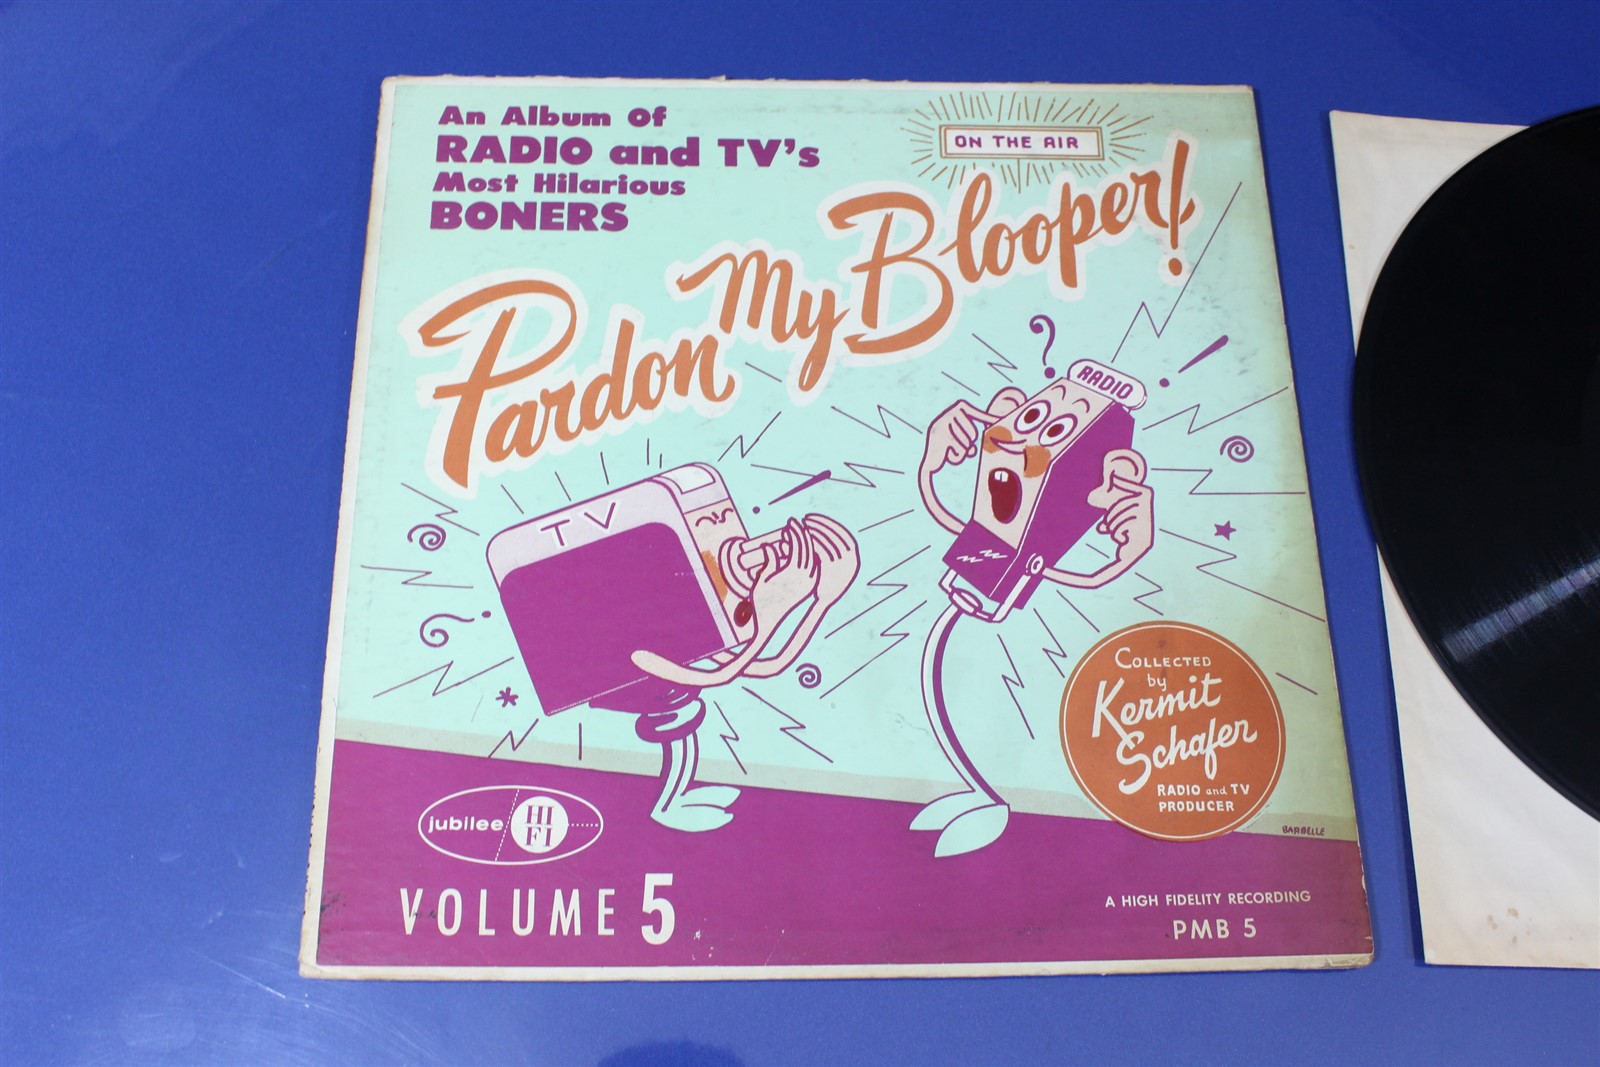 An Album Of
RADIO and TV's
Most Hilarious
BONERS
ON THE AIR
Pardon My Blooper!
RADIO
TV
COLLECTED
by
Kermit
Schafer
RADIO and TV
PRODUCER
BARBELLE
jubilee HI
FI
VOLUME 5
A HIGH FIDELITY RECORDING
PMB 5